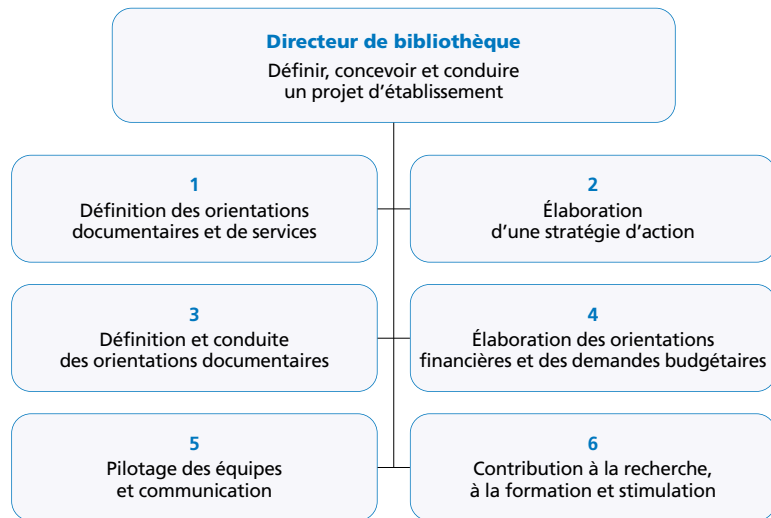 Directeur de bibliothèque
Définir, concevoir et conduire
un projet d'établissement
1
Définition des orientations
documentaires et de services
2
Élaboration
d'une stratégie d'action
3
Définition et conduite
des orientations documentaires
4
Élaboration des orientations
financières et des demandes budgétaires
5
Pilotage des équipes
et communication
6
Contribution à la recherche,
à la formation et stimulation